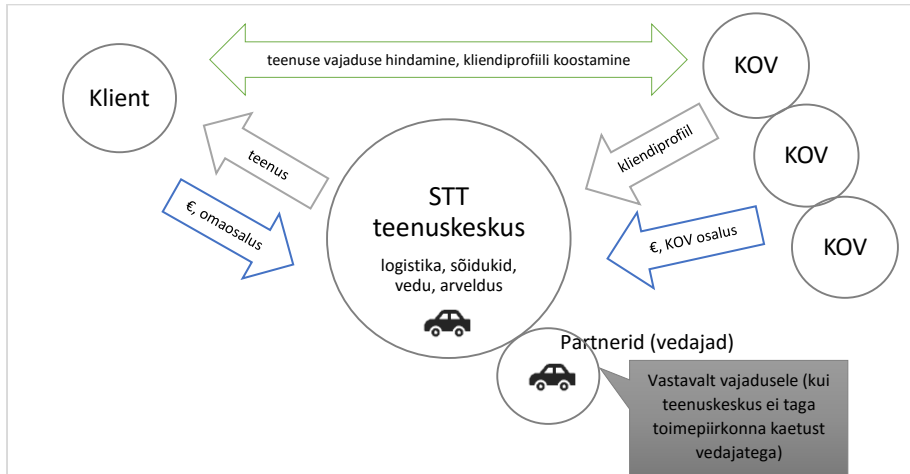 teenuse vajaduse hindamine, kliendiprofiili koostamine
Klient
KOV
teenus
kliendiprofiil
KOV
€, omaosalus
STT
teenuskeskus
logistika, sõidukid,
vedu, arveldus
€, KOV osalus
KOV
Partnerid (vedajad)
Vastavalt vajadusele (kui
teenuskeskus ei taga
toimepiirkonna kaetust
vedajatega)